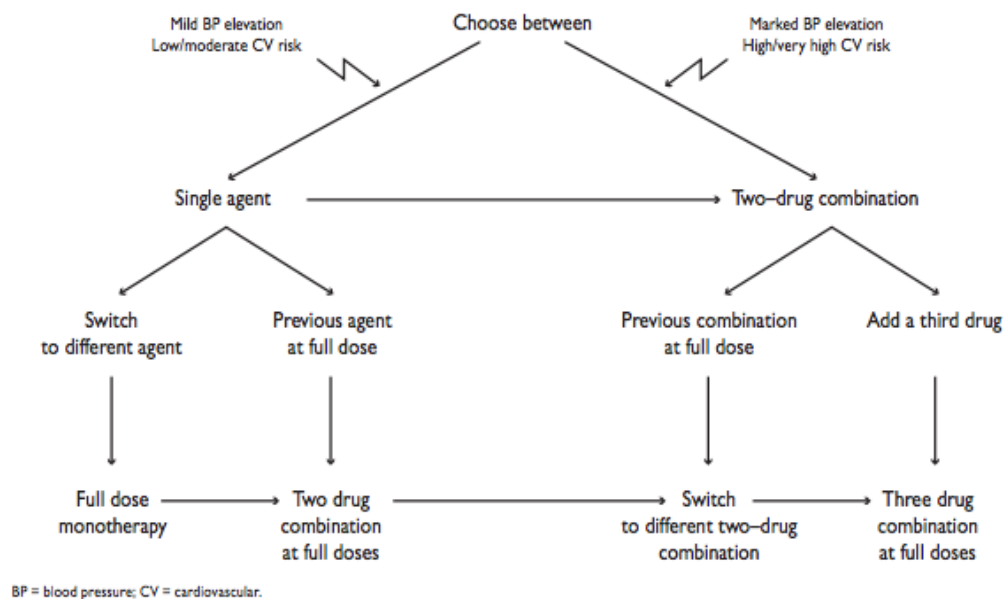 Mild BP elevation
Low/moderate CV risk
Choose between
Marked BP elevation
High/very high CV risk
Single agent
Two–drug combination
Switch
to different agent
Previous agent
at full dose
Previous combination
at full dose
Add a third drug
Full dose
monotherapy
Two drug
combination
at full doses
Switch
to different two–drug
combination
Three drug
combination
at full doses
BP = blood pressure; CV = cardiovascular.